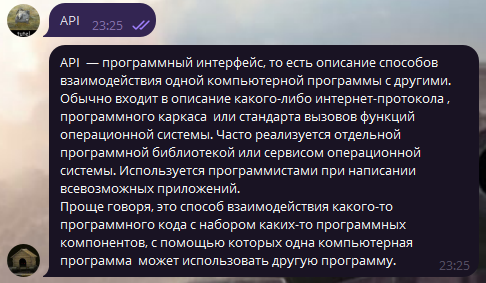 API
23:25
API — программный интерфейс, то есть описание способов
взаимодействия одной компьютерной программы с другими.
Обычно входит в описание какого-либо интернет-протокола ,
программного каркаса или стандарта вызовов функций
операционной системы. Часто реализуется отдельной
программной библиотекой или сервисом операционной
системы. Используется программистами при написании
всевозможных приложений.
Проще говоря, это способ взаимодействия какого-то
программного кода с набором каких-то программных
компонентов, с помощью которых одна компьютерная
программа может использовать другую программу.
23:25